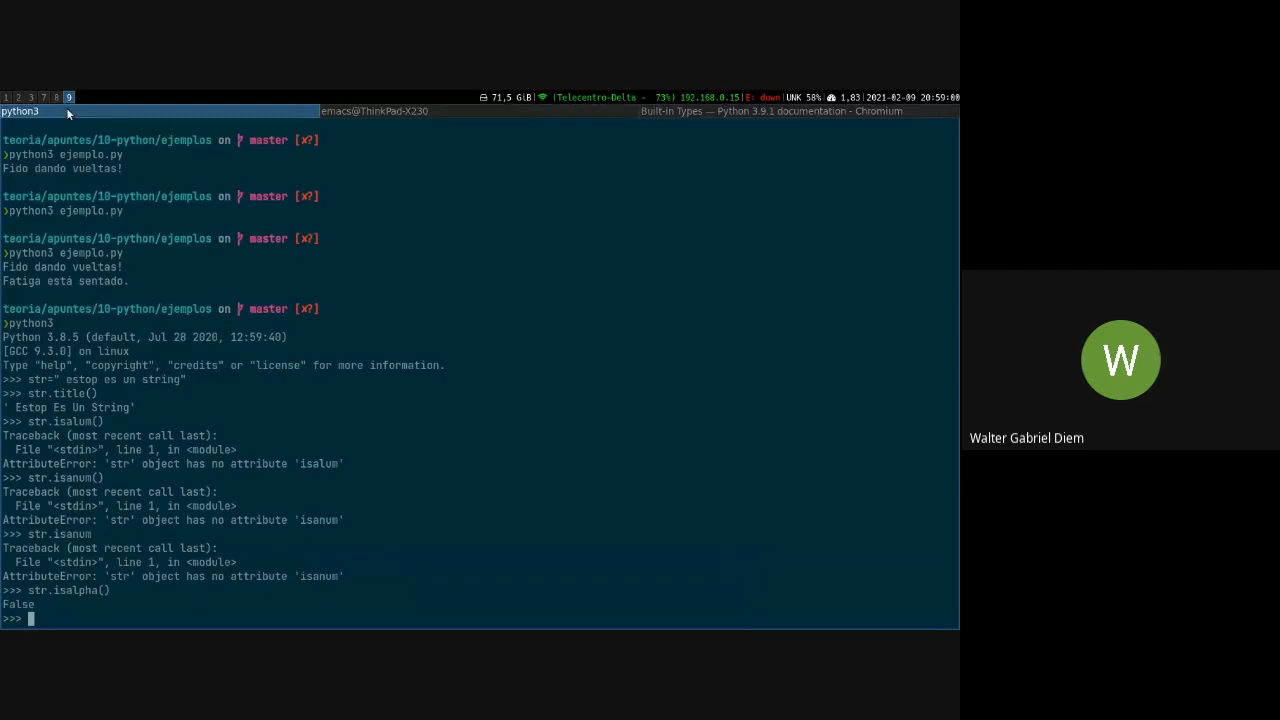 1 2 3 7 8 9
71,5 GiB| (Telecentro-Delta - 73%) 192.168.0.15|E: down|UNK 58%| 1,83|2021-02-09 20:59:00
python3
emacs@ThinkPad-X230
Built-in Types — Python 3.9.1 documentation - Chromium
teoria/apuntes/10-python/ejemplos on master [✘?]
❯python3 ejemplo.py
Fido dando vueltas!
teoria/apuntes/10-python/ejemplos on master [✘?]
❯python3 ejemplo.py
teoria/apuntes/10-python/ejemplos on master [✘?]
❯python3 ejemplo.py
Fido dando vueltas!
Fatiga está sentado.
teoria/apuntes/10-python/ejemplos on master [✘?]
❯python3
Python 3.8.5 (default, Jul 28 2020, 12:59:40)
[GCC 9.3.0] on linux
Type "help", "copyright", "credits" or "license" for more information.
>>> str=" estop es un string"
>>> str.title()
' Estop Es Un String'
>>> str.isalum()
Traceback (most recent call last):
  File "<stdin>", line 1, in <module>
AttributeError: 'str' object has no attribute 'isalum'
>>> str.isanum()
Traceback (most recent call last):
  File "<stdin>", line 1, in <module>
AttributeError: 'str' object has no attribute 'isanum'
>>> str.isanum
Traceback (most recent call last):
  File "<stdin>", line 1, in <module>
AttributeError: 'str' object has no attribute 'isanum'
>>> str.isalpha()
False
>>>
W
Walter Gabriel Diem